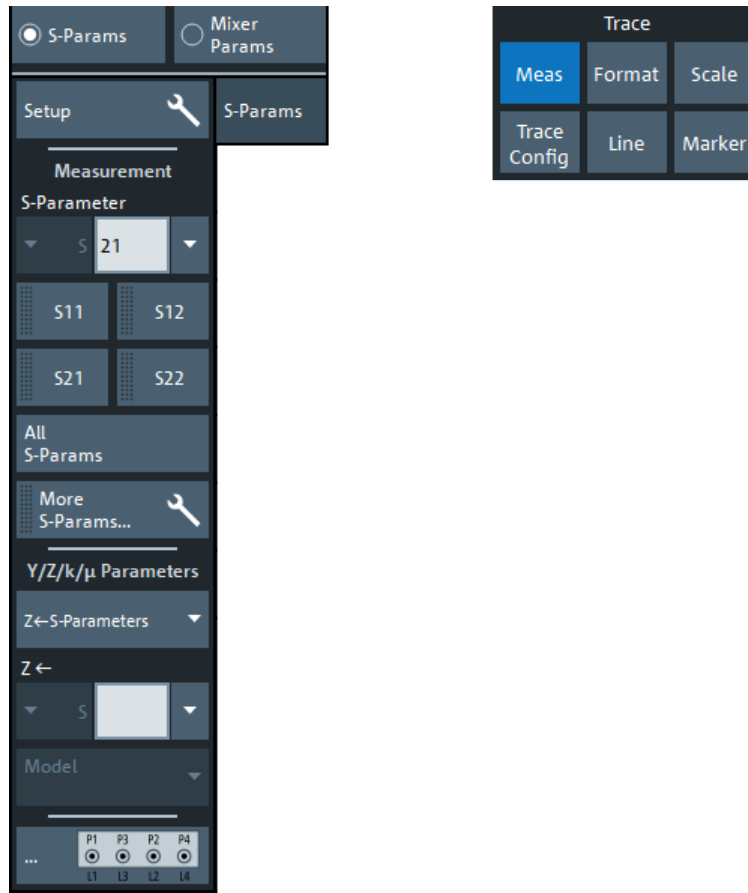 S-Params
Mixer
Params
Setup
S-Params
Measurement
S-Parameter
S 21
S11
S12
S21
S22
All
S-Params
More
S-Params...
Y/Z/k/μ Parameters
Z←S-Parameters
Z ←
S
Model
...
P1 P3 P2 P4
L1 L3 L2 L4
Trace
Meas
Format
Scale
Trace
Config
Line
Marker